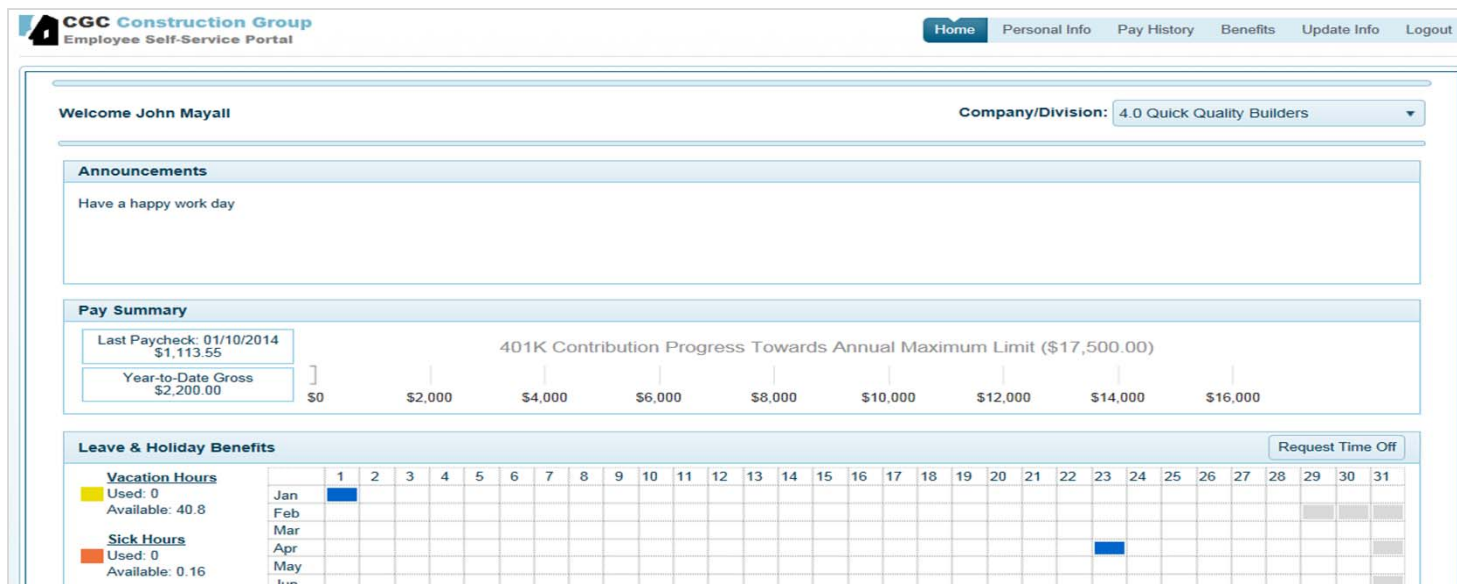 CGC Construction Group
Employee Self-Service Portal
Home Personal Info Pay History Benefits Update Info Logout
Welcome John Mayall
Company/Division: 4.0 Quick Quality Builders
Announcements
Have a happy work day
Pay Summary
Last Paycheck: 01/10/2014
$1,113.55
Year-to-Date Gross
$2,200.00
401K Contribution Progress Towards Annual Maximum Limit ($17,500.00)
$0 $2,000 $4,000 $6,000 $8,000 $10,000 $12,000 $14,000 $16,000
Leave & Holiday Benefits
Request Time Off
Vacation Hours
Used: 0
Available: 40.8
Sick Hours
Used: 0
Available: 0.16
1 2 3 4 5 6 7 8 9 10 11 12 13 14 15 16 17 18 19 20 21 22 23 24 25 26 27 28 29 30 31
Jan
Feb
Mar
Apr
May
Jun